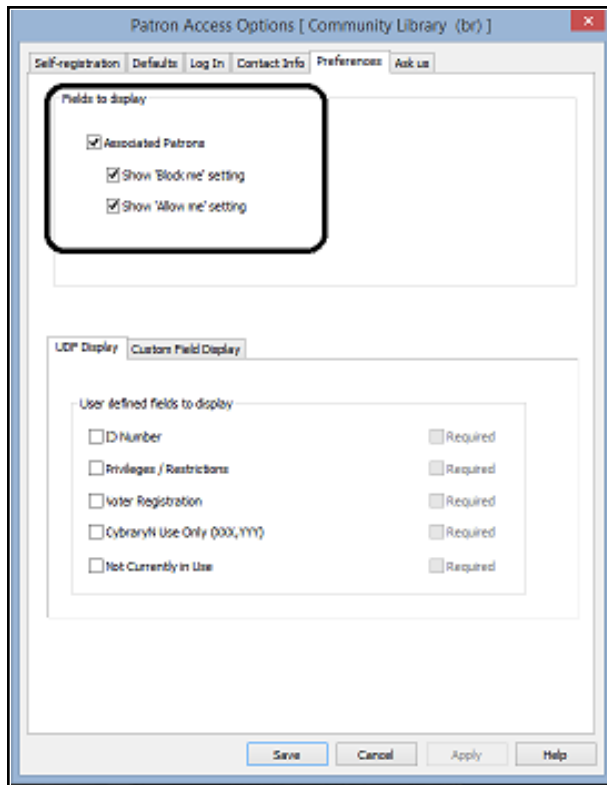 Patron Access Options [ Community Library (br) ]
Self-registration Defaults Log In Contact Info Preferences Ask us
Fields to display
Associated Patrons
Show 'Block me' setting
Show 'Allow me' setting
UDF Display Custom Field Display
User defined fields to display
ID Number Required
Privileges / Restrictions Required
Voter Registration Required
CybraryN Use Only (XXX,YYY) Required
Not Currently in Use Required
Save Cancel Apply Help